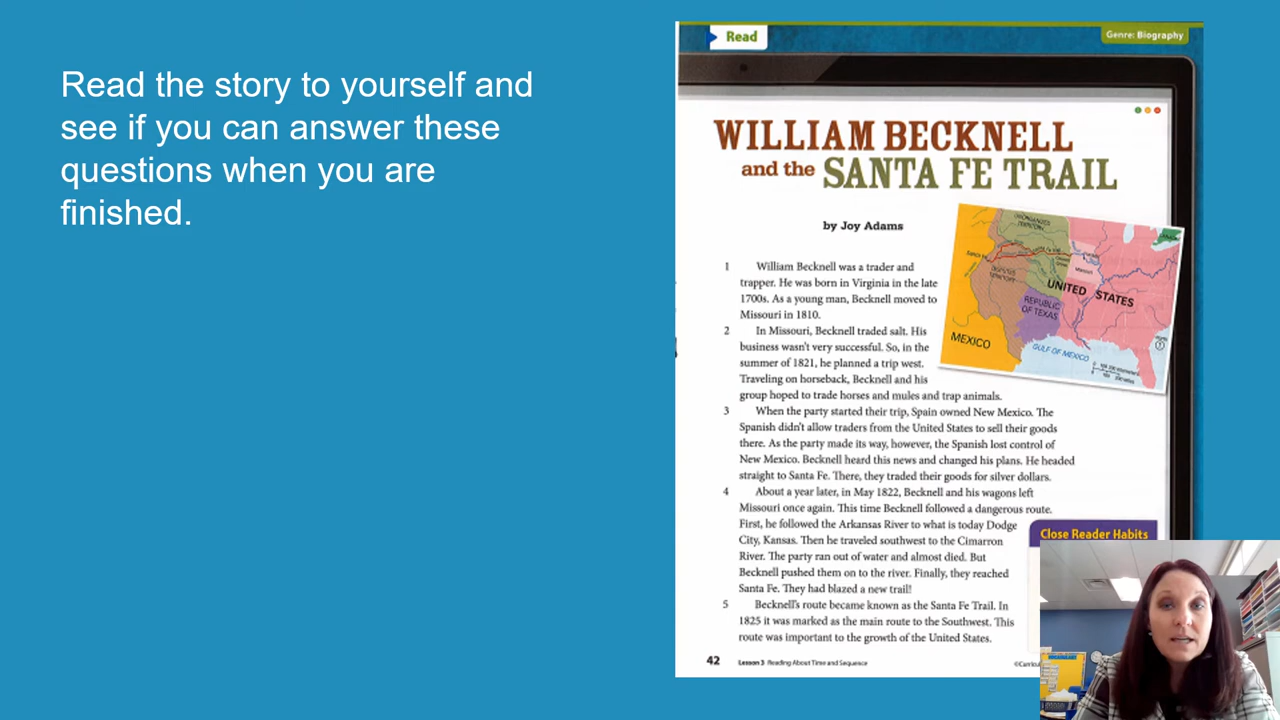 Read the story to yourself and
see if you can answer these
questions when you are
finished.
Read
Genre: Biography
WILLIAM BECKNELL
and the SANTA FE TRAIL
by Joy Adams
UNITED STATES
REPUBLIC
OF TEXAS
MEXICO
GULF OF MEXICO
1 William Becknell was a trader and
trapper. He was born in Virginia in the late
1700s. As a young man, Becknell moved to
Missouri in 1810.
2 In Missouri, Becknell traded salt. His
business wasn't very successful. So, in the
summer of 1821, he planned a trip west.
Traveling on horseback, Becknell and his
group hoped to trade horses and mules and trap animals.
3 When the party started their trip, Spain owned New Mexico. The
Spanish didn't allow traders from the United States to sell their goods
there. As the party made its way, however, the Spanish lost control of
New Mexico. Becknell heard this news and changed his plans. He headed
straight to Santa Fe. There, they traded their goods for silver dollars.
4 About a year later, in May 1822, Becknell and his wagons left
Missouri once again. This time Becknell followed a dangerous route.
First, he followed the Arkansas River to what is today Dodge
City, Kansas. Then he traveled southwest to the Cimarron
River. The party ran out of water and almost died. But
Becknell pushed them on to the river. Finally, they reached
Santa Fe. They had blazed a new trail!
5 Becknell's route became known as the Santa Fe Trail. In
1825 it was marked as the main route to the Southwest. This
route was important to the growth of the United States.
Close Reader Habits
42 Lesson 3 Reading About Time and Sequence